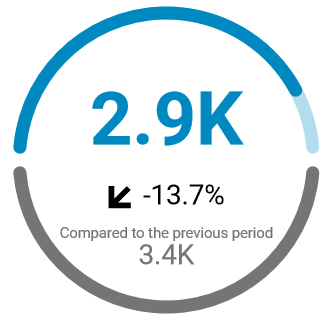 2.9K
-13.7%
Compared to the previous period
3.4K